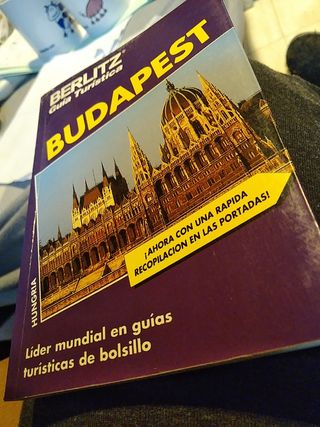 BERLITZ®
Guía Turística
BUDAPEST
¡AHORA CON UNA RAPIDA
RECOPILACION EN LAS PORTADAS!
HUNGRIA
Líder mundial en guías
turísticas de bolsillo